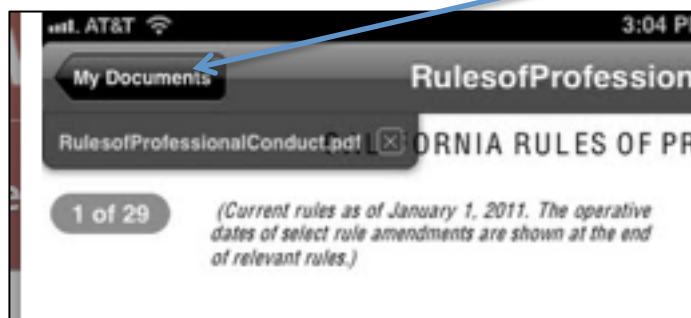 AT&T 3:04 P
My Documents RulesofProfession
RulesofProfessionalConduct.pdf ORNIA RULES OF PR
1 of 29
(Current rules as of January 1, 2011. The operative
dates of select rule amendments are shown at the end
of relevant rules.)